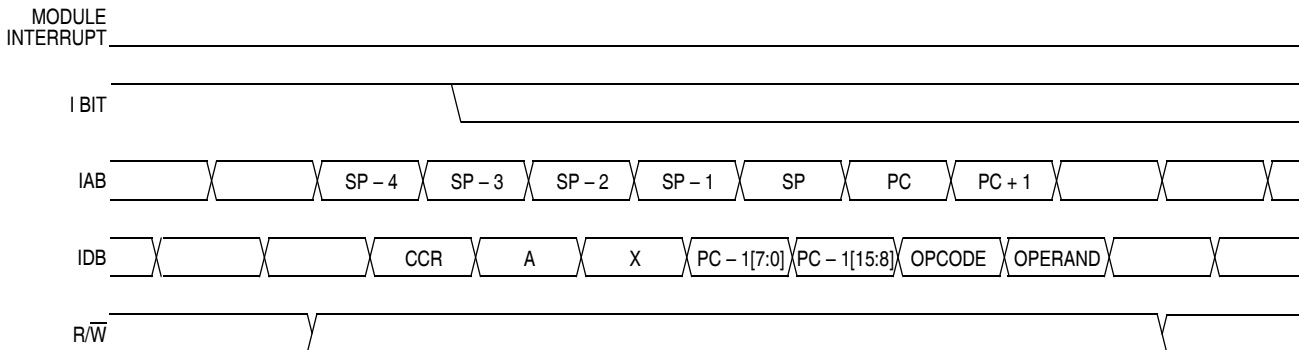 MODULE
INTERRUPT
I BIT
IAB SP – 4 SP – 3 SP – 2 SP – 1 SP PC PC + 1
IDB CCR A X PC – 1[7:0] PC – 1[15:8] OPCODE OPERAND
R/W̅